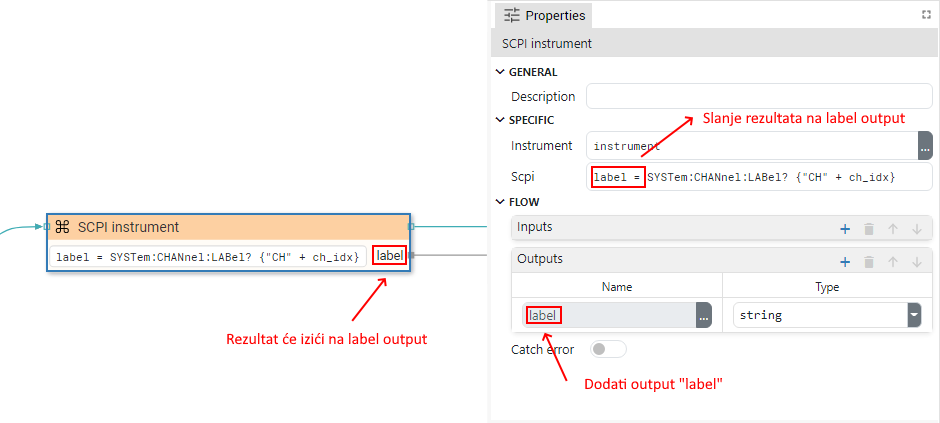 Properties
SCPI instrument
GENERAL
Description
SPECIFIC
Slanje rezultata na label output
Instrument
instrument
...
Scpi
label = SYSTem:CHANnel:LABel? {"CH" + ch_idx}
FLOW
Inputs
Outputs
Name
Type
label
...
string
Catch error
Dodati output "label"
SCPI instrument
label = SYSTem:CHANnel:LABel? {"CH" + ch_idx}
label
Rezultat će izići na label output